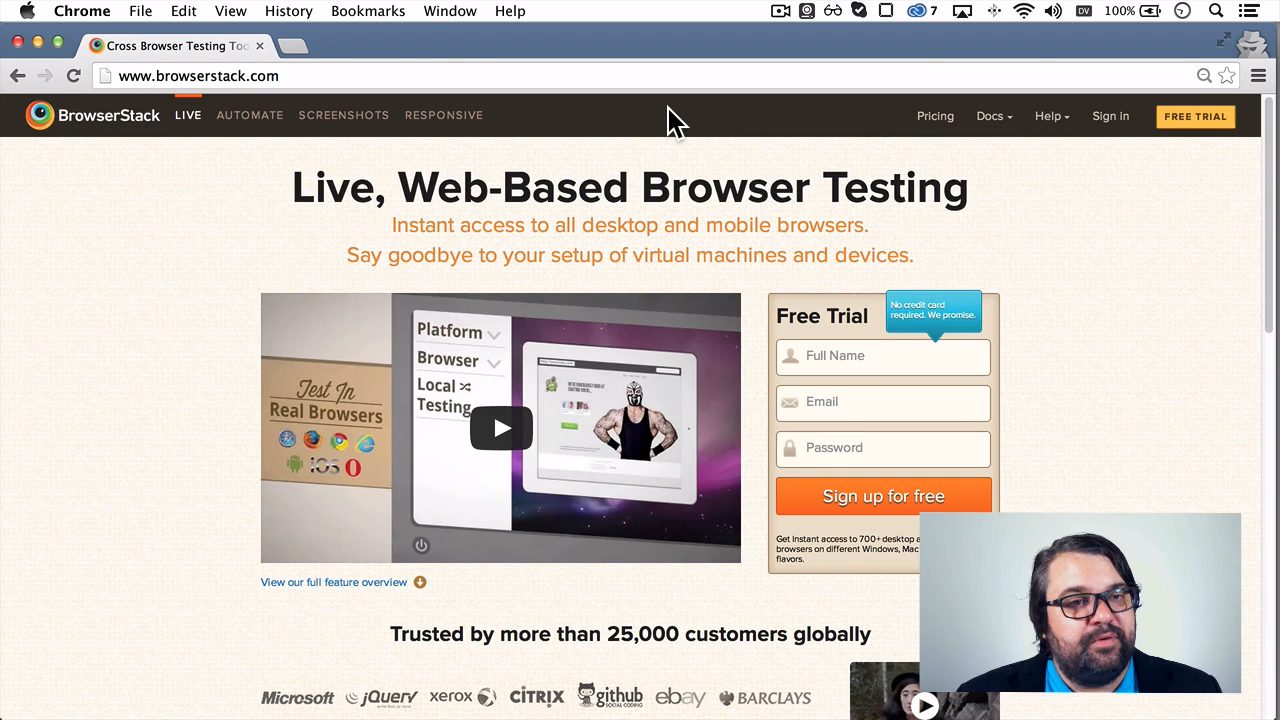 Chrome File Edit View History Bookmarks Window Help 7 DV 100%
Cross Browser Testing Too
www.browserstack.com
BrowserStack LIVE AUTOMATE SCREENSHOTS RESPONSIVE Pricing Docs Help Sign in FREE TRIAL
Live, Web-Based Browser Testing
Instant access to all desktop and mobile browsers.
Say goodbye to your setup of virtual machines and devices.
Test In
Real Browsers
iOS
Platform
Browser
Local
Testing
Free Trial
No credit card
required. We promise.
Full Name
Email
Password
Sign up for free
Get Instant access to 700+ desktop a
browsers on different Windows, Mac
flavors.
View our full feature overview
Trusted by more than 25,000 customers globally
Microsoft jQuery xerox CITRIX github ebay BARCLAYS
SOCIAL CODING